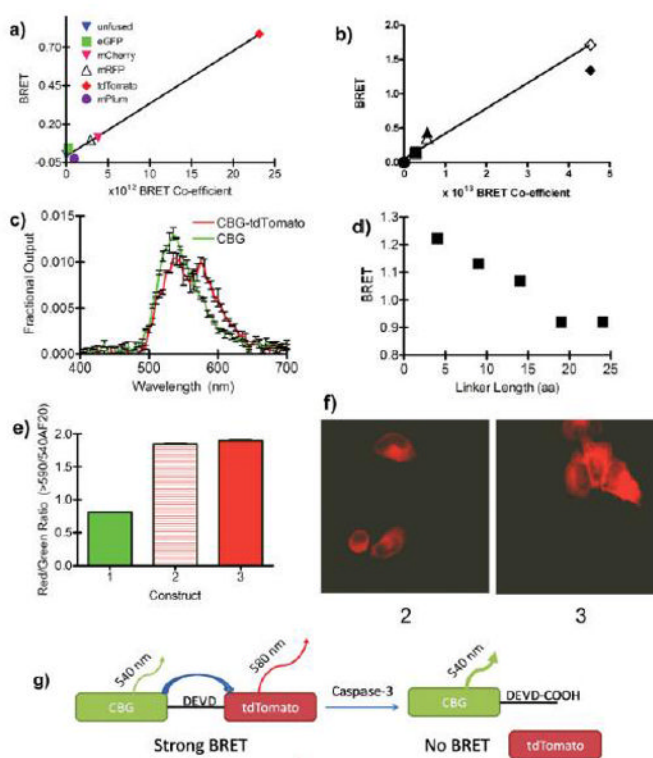 a)
BRET
0.70
0.45
0.20
-0.05
0
10
20
x10¹² BRET Co-efficient
unfused
eGFP
mCherry
mRFP
tdTomato
mPlum
b)
BRET
2.0
1.5
1.0
0.5
0.0
0 1 2 3 4 5
x 10¹³ BRET Co-efficient
c)
Fractional Output
0.015
0.010
0.005
0.000
400 500 600 700
Wavelength (nm)
CBG-tdTomato
CBG
d)
BRET
1.3
1.2
1.1
1.0
0.9
0.8
0 5 10 15 20 25
Linker Length (aa)
e)
Red/Green Ratio (>590/540AF20)
2.0
1.5
1.0
0.5
0.0
1 2 3
Construct
f)
2 3
g)
540 nm
580 nm
540 nm
CBG
DEVD
tdTomato
Caspase-3
CBG
DEVD-COOH
Strong BRET
No BRET
tdTomato